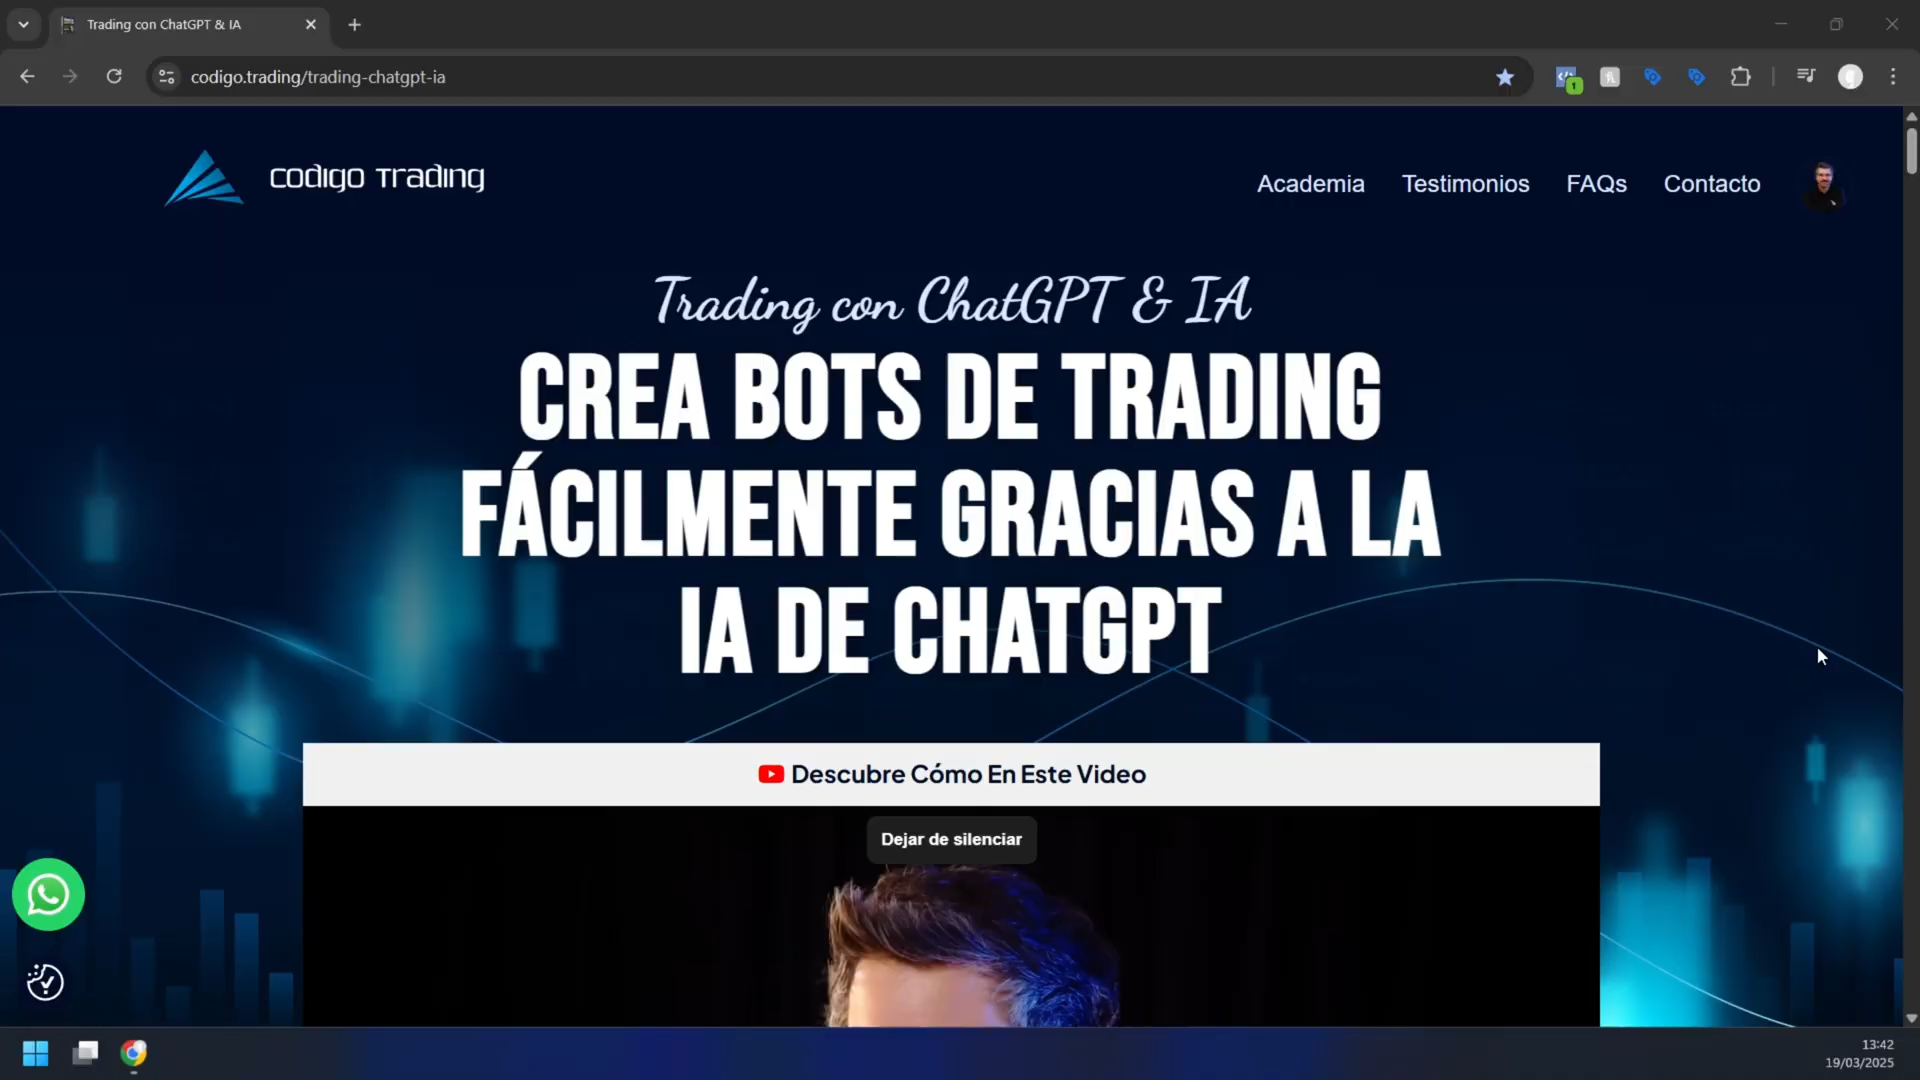 Trading con ChatGPT & IA
codigo.trading/trading-chatgpt-ia
1
codigo Trading
Academia
Testimonios
FAQs
Contacto
Trading con ChatGPT & IA
CREA BOTS DE TRADING
FÁCILMENTE GRACIAS A LA
IA DE CHATGPT
Descubre Cómo En Este Video
Dejar de silenciar
13:42
19/03/2025